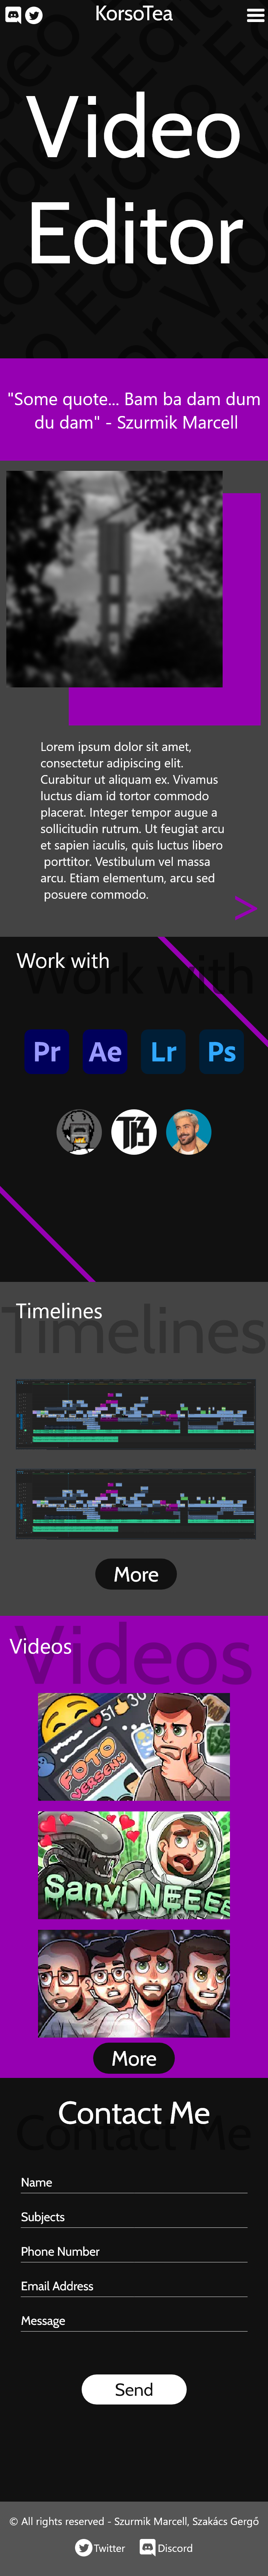 KorsoTea
Video
Editor
"Some quote... Bam ba dam dum
du dam" - Szurmik Marcell
Lorem ipsum dolor sit amet,
consectetur adipiscing elit.
Curabitur ut aliquam ex. Vivamus
luctus diam id tortor commodo
placerat. Integer tempor augue a
sollicitudin rutrum. Ut feugiat arcu
et sapien iaculis, quis luctus libero
porttitor. Vestibulum vel massa
arcu. Etiam elementum, arcu sed
posuere commodo.
>
Work with
Work with
Pr Ae Lr Ps
Timelines
Timelines
More
Videos
Videos
51 30
FOTO
VERSENY
Sanyi NEEE
More
Contact Me
Contact Me
Name
Subjects
Phone Number
Email Address
Message
Send
© All rights reserved - Szurmik Marcell, Szakács Gergő
Twitter Discord